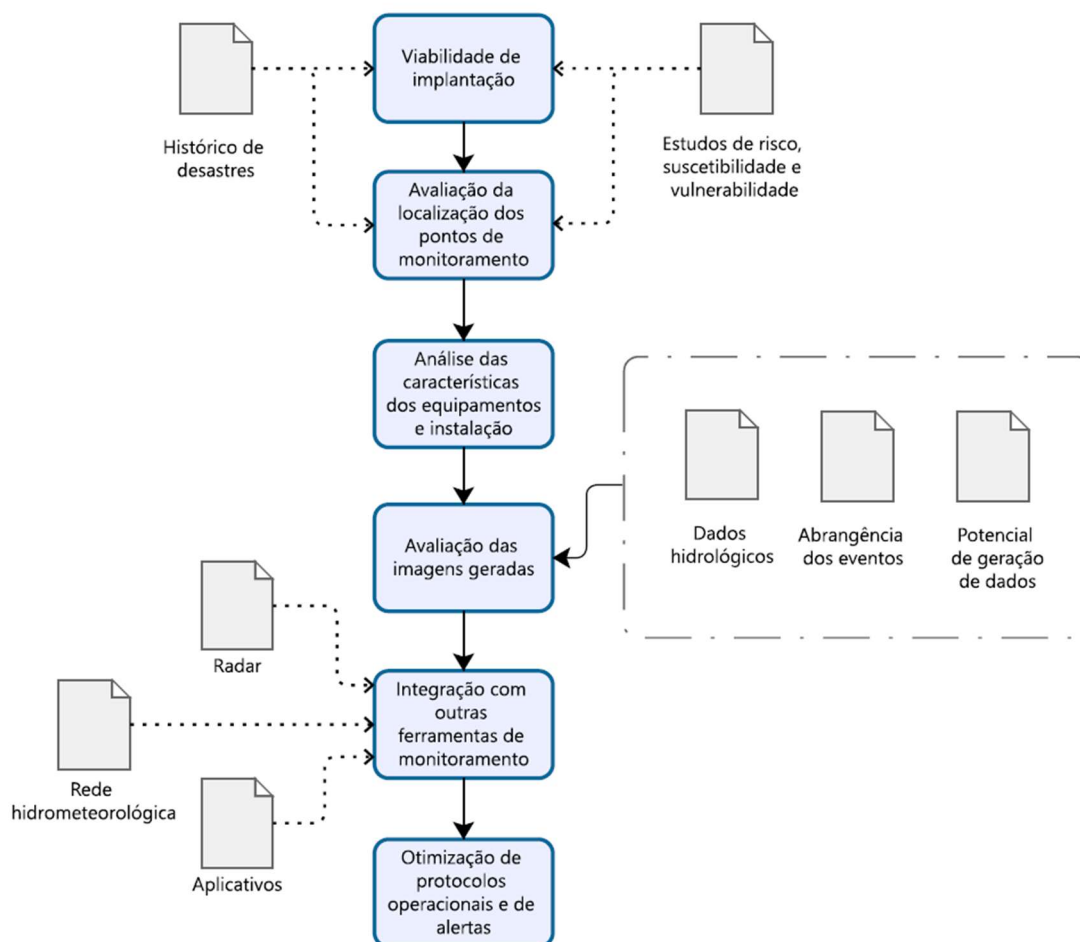 Viabilidade de
implantação
Histórico de
desastres
Estudos de risco,
suscetibilidade e
vulnerabilidade
Avaliação da
localização dos
pontos de
monitoramento
Análise das
características
dos equipamentos
e instalação
Dados
hidrológicos
Abrangência
dos eventos
Potencial
de geração
de dados
Avaliação das
imagens geradas
Radar
Rede
hidrometeorológica
Aplicativos
Integração com
outras
ferramentas de
monitoramento
Otimização de
protocolos
operacionais e de
alertas